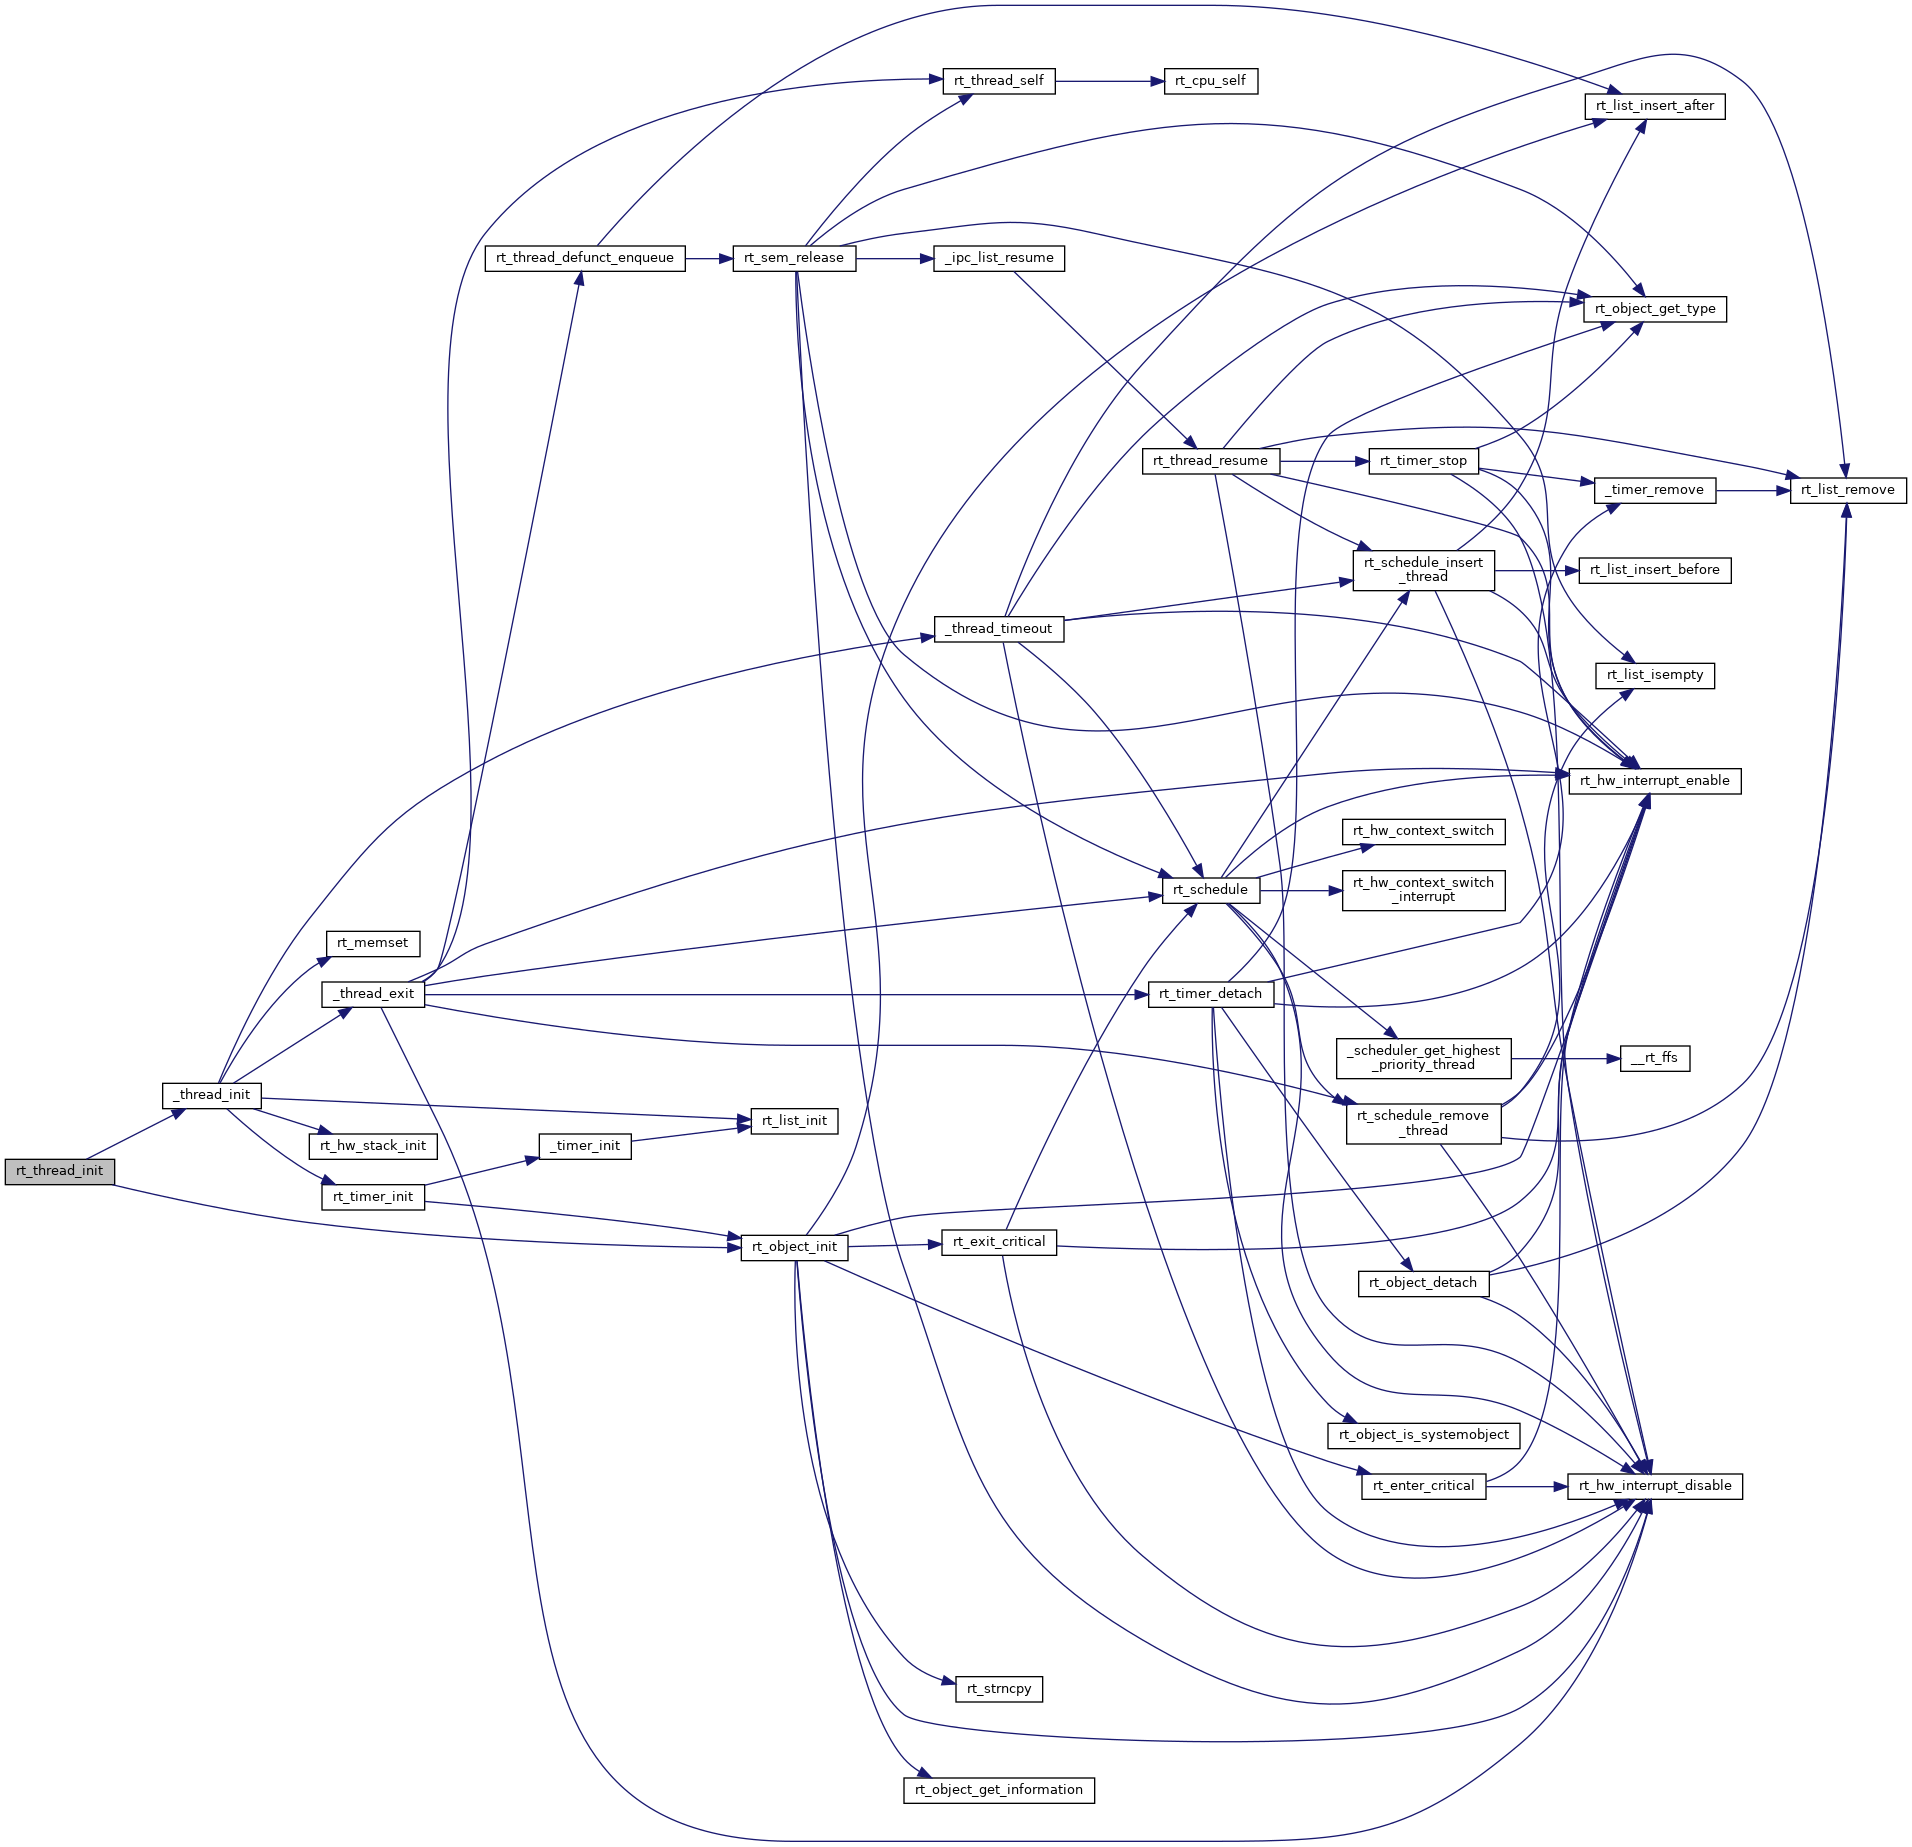 rt_thread_self
rt_cpu_self
rt_list_insert_after
rt_thread_defunct_enqueue
rt_sem_release
_ipc_list_resume
rt_object_get_type
rt_thread_resume
rt_timer_stop
_timer_remove
rt_list_remove
rt_schedule_insert
_thread
rt_list_insert_before
_thread_timeout
rt_list_isempty
rt_hw_interrupt_enable
rt_hw_context_switch
rt_schedule
rt_hw_context_switch
_interrupt
rt_memset
_thread_exit
rt_timer_detach
_scheduler_get_highest
_priority_thread
__rt_ffs
_thread_init
rt_list_init
rt_schedule_remove
_thread
rt_hw_stack_init
_timer_init
rt_thread_init
rt_timer_init
rt_object_init
rt_exit_critical
rt_object_detach
rt_object_is_systemobject
rt_enter_critical
rt_hw_interrupt_disable
rt_strncpy
rt_object_get_information